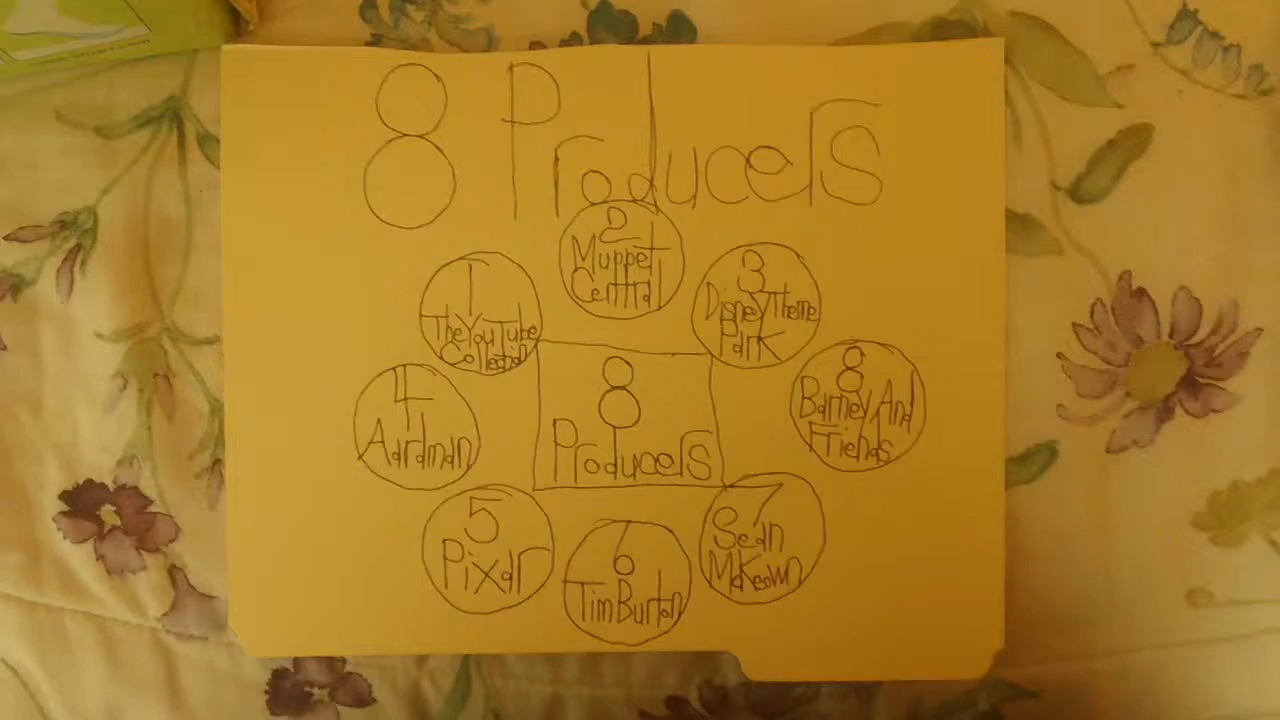 8 Producers
2
Muppet
Central
1
The YouTube
Collection
3
Disney Theme
Park
8
Barney And
Friends
4
Aardman
8
Producers
5
Pixar
6
Tim Burton
7
Sean
McKeown